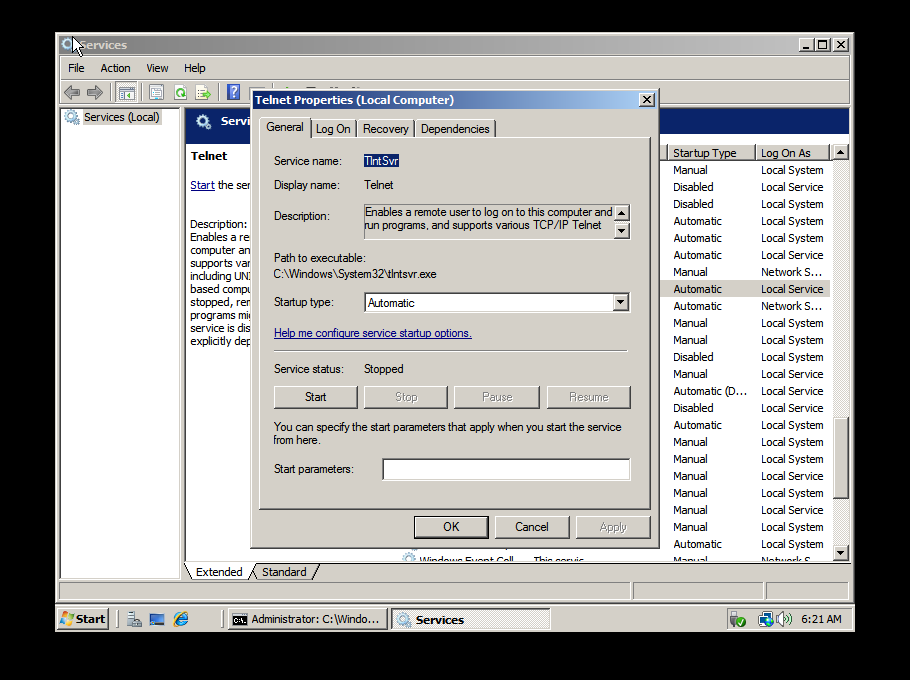 Services
File Action View Help
Services (Local)
Servi
Telnet
Start the ser
Description:
Enables a re
computer an
supports var
including UNI
based compu
stopped, rem
programs mig
service is dis
explicitly dep
Telnet Properties (Local Computer)
General Log On Recovery Dependencies
Service name: TlntSvr
Display name: Telnet
Description: Enables a remote user to log on to this computer and
run programs, and supports various TCP/IP Telnet
Path to executable:
C:\Windows\System32\tlntsvr.exe
Startup type: Automatic
Help me configure service startup options.
Service status: Stopped
Start Stop Pause Resume
You can specify the start parameters that apply when you start the service
from here.
Start parameters:
OK Cancel Apply
Startup Type Log On As
Manual Local System
Disabled Local Service
Disabled Local System
Automatic Local System
Automatic Local System
Automatic Local Service
Manual Network S...
Automatic Local Service
Automatic Network S...
Manual Local System
Manual Local System
Disabled Local System
Manual Local Service
Automatic (D... Local Service
Disabled Local Service
Automatic Local System
Manual Local System
Manual Local System
Manual Local Service
Manual Local System
Manual Local Service
Manual Local System
Automatic Local System
Windows Event Coll... This servic... Manual Network S...
Extended Standard
Start Administrator: C:\Windo... Services 6:21 AM